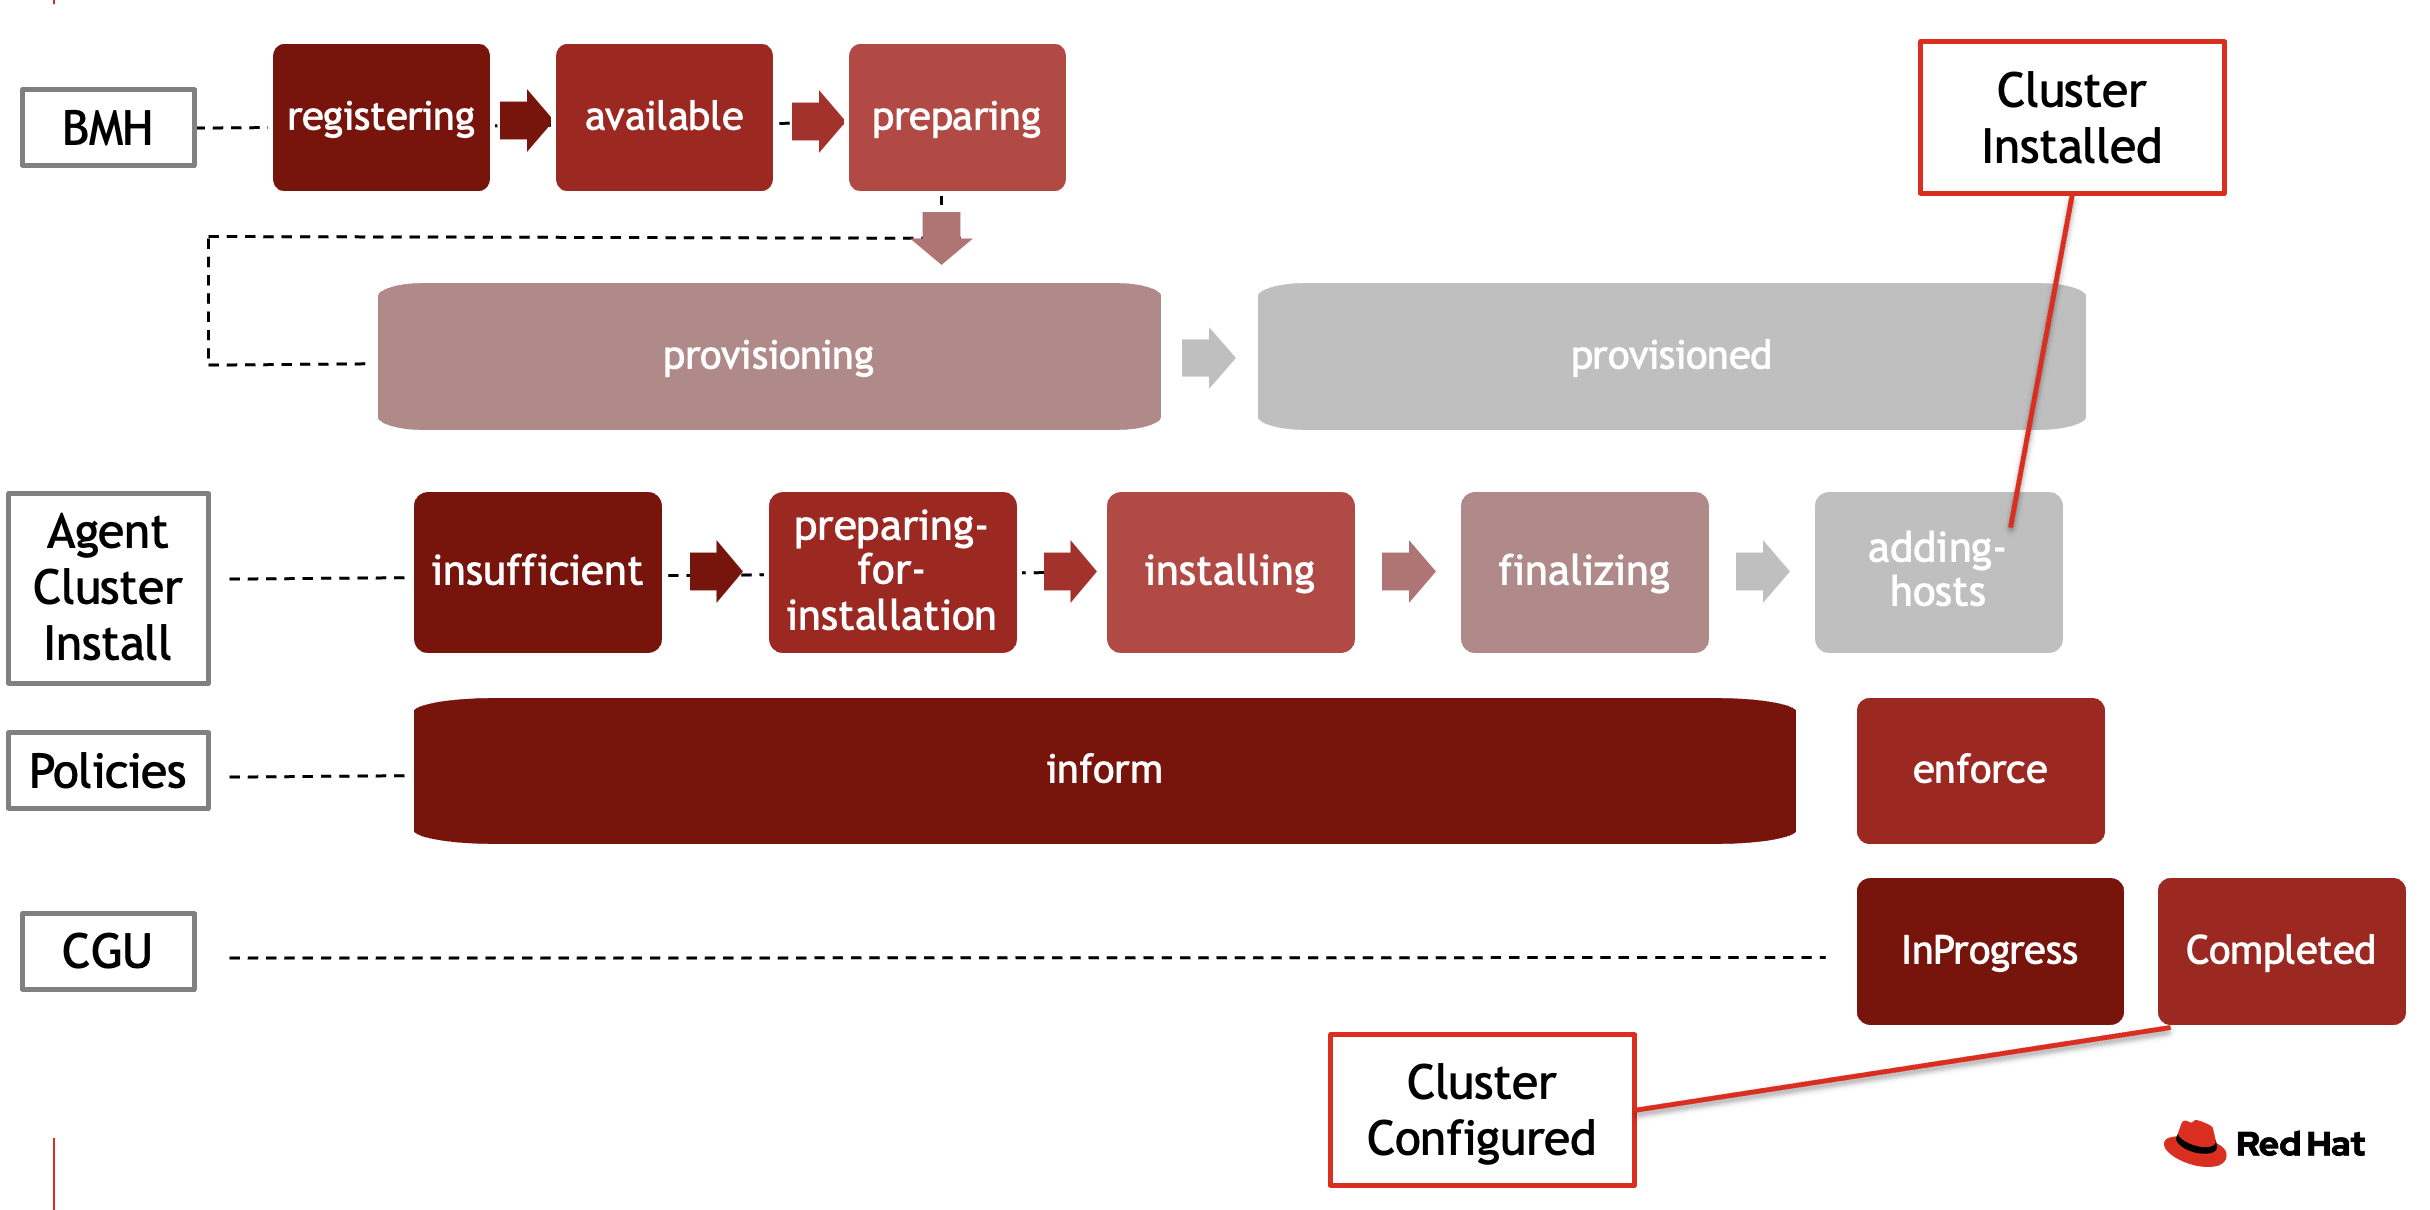 BMH
registering
available
preparing
Cluster
Installed
provisioning
provisioned
Agent
Cluster
Install
insufficient
preparing-
for-
installation
installing
finalizing
adding-
hosts
Policies
inform
enforce
CGU
InProgress
Completed
Cluster
Configured
Red Hat